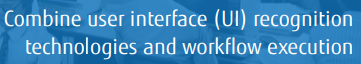 Combine user interface (UI) recognition
technologies and workflow execution